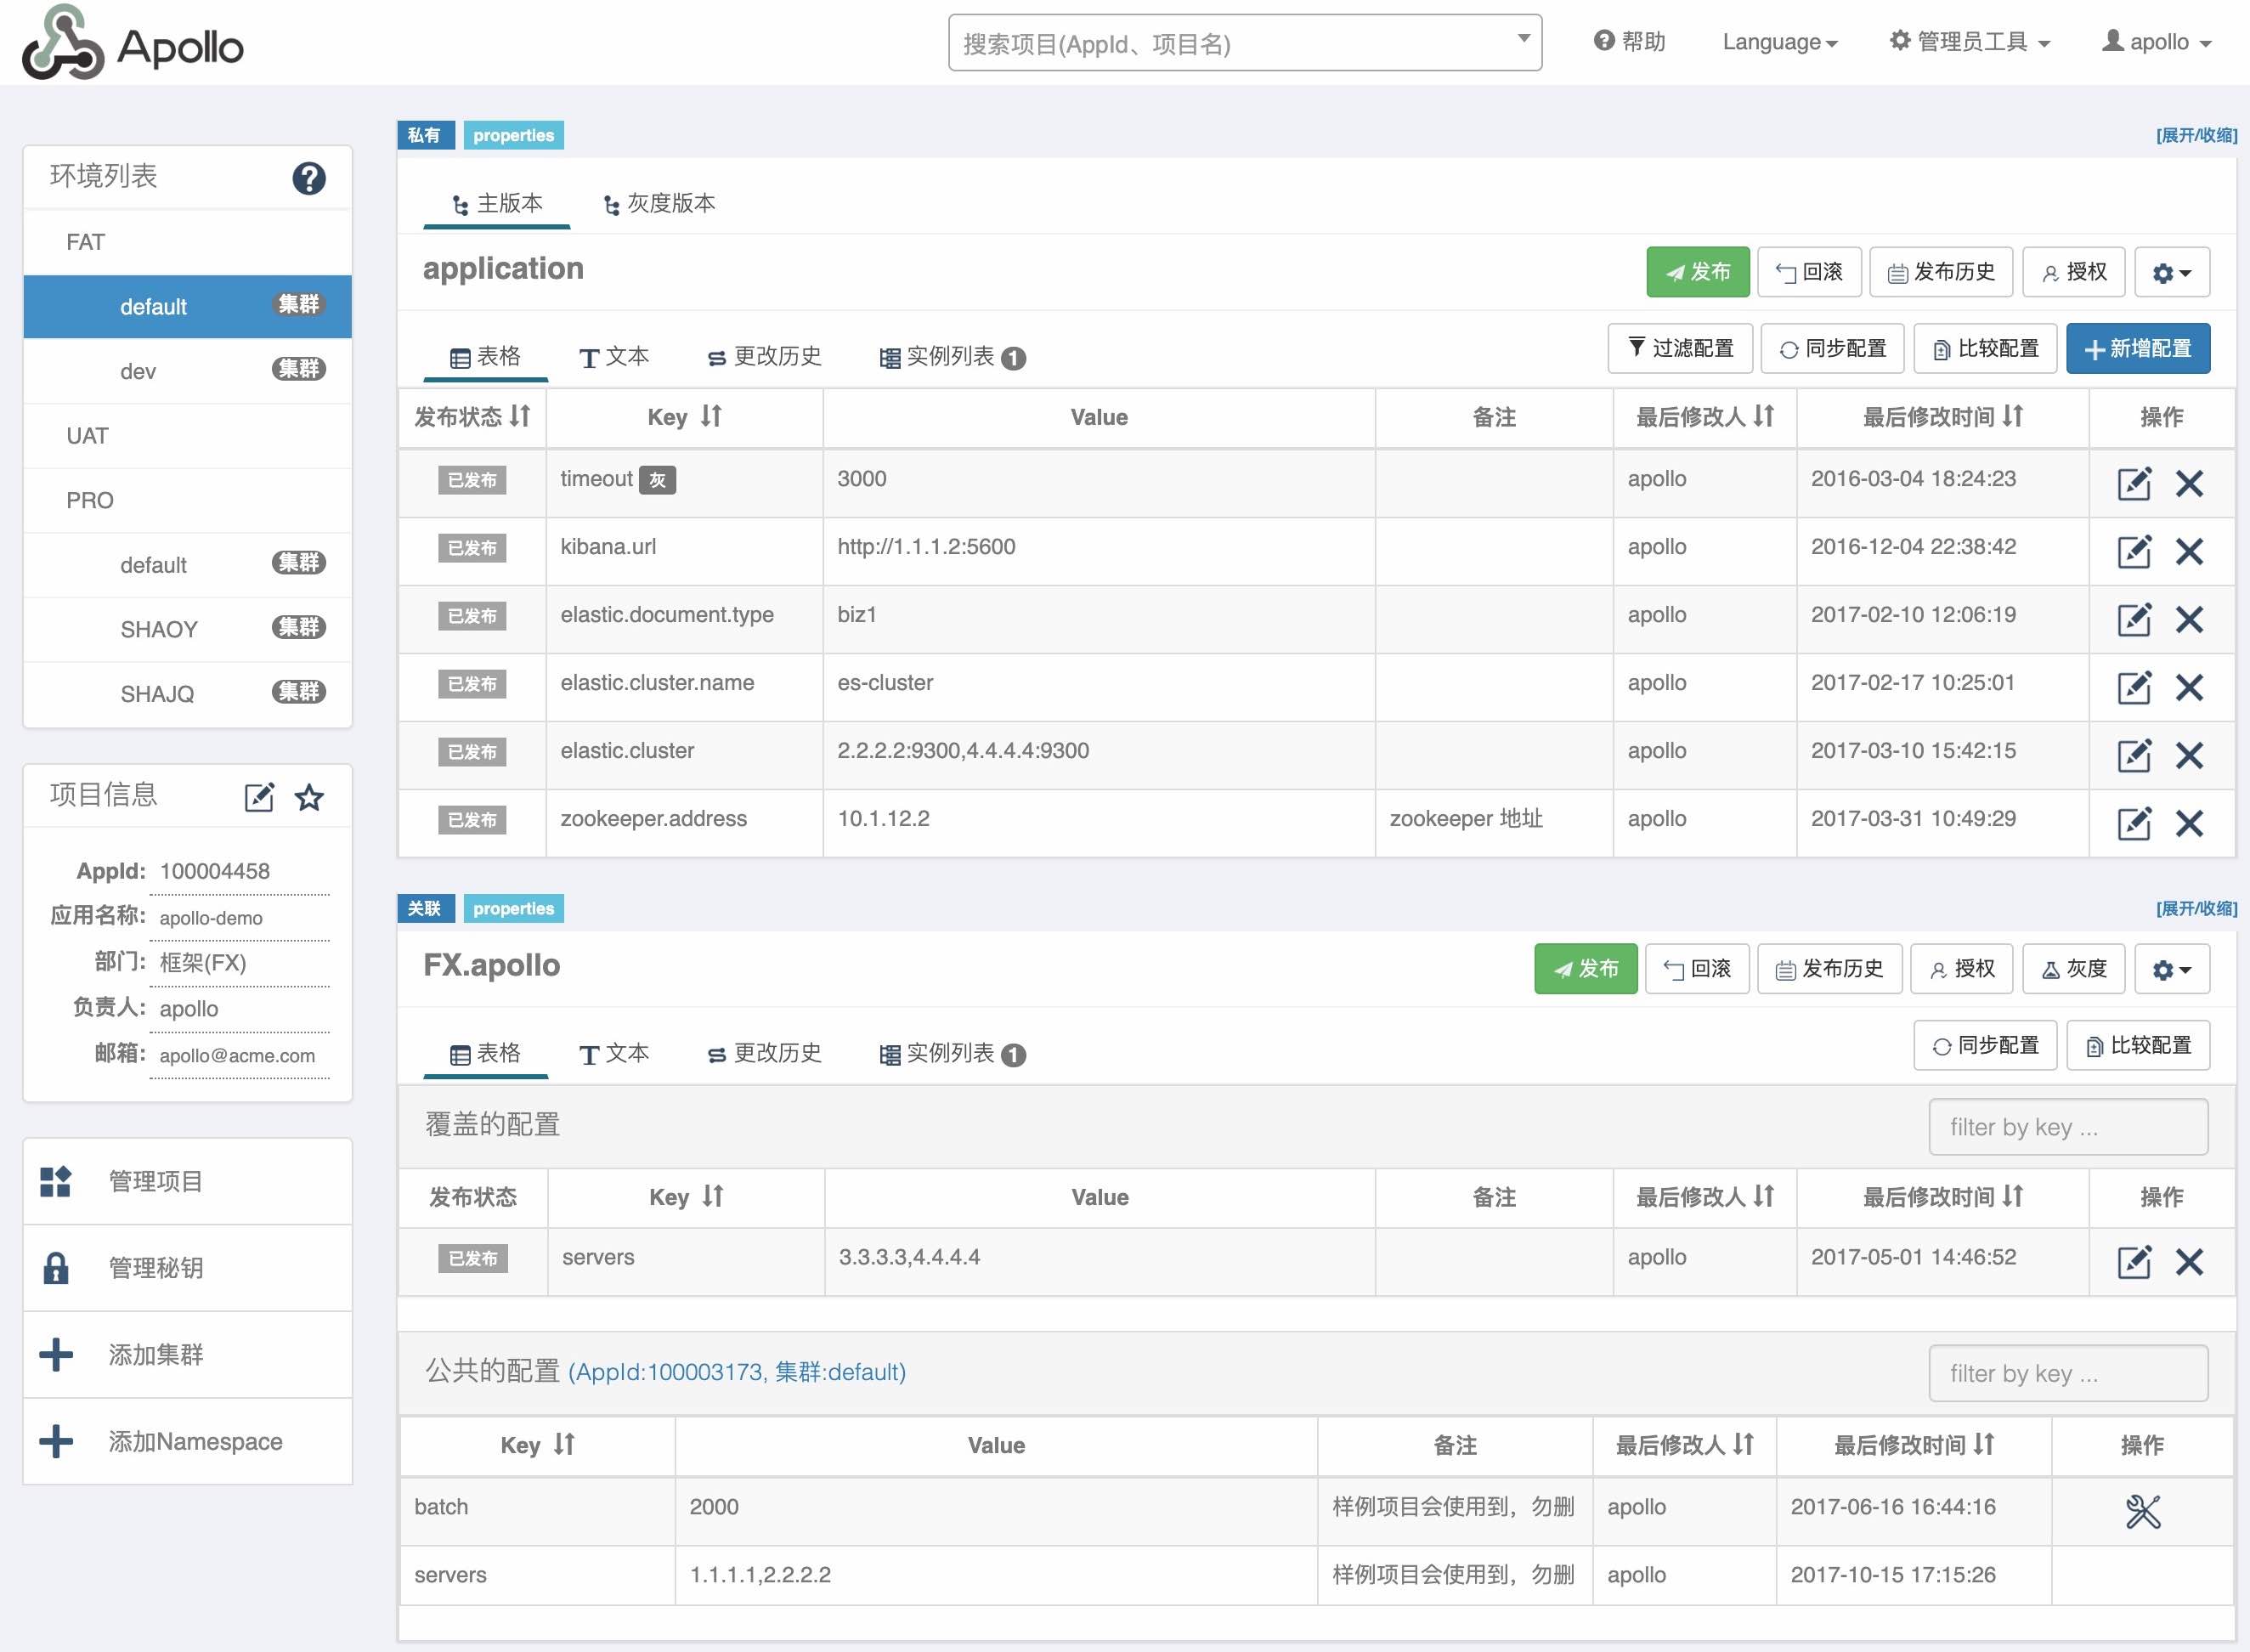 Apollo
搜索项目(AppId、项目名)
帮助
Language
管理员工具
apollo
环境列表
FAT
default 集群
dev 集群
UAT
PRO
default 集群
SHAOY 集群
SHAJQ 集群
项目信息
AppId: 100004458
应用名称: apollo-demo
部门: 框架(FX)
负责人: apollo
邮箱: apollo@acme.com
管理项目
管理秘钥
添加集群
添加Namespace
私有 properties [展开/收缩]
主版本 灰度版本
application 发布 回滚 发布历史 授权
表格 文本 更改历史 实例列表 1 过滤配置 同步配置 比较配置 新增配置
发布状态 Key Value 备注 最后修改人 最后修改时间 操作
已发布 timeout 灰 3000 apollo 2016-03-04 18:24:23
已发布 kibana.url http://1.1.1.2:5600 apollo 2016-12-04 22:38:42
已发布 elastic.document.type biz1 apollo 2017-02-10 12:06:19
已发布 elastic.cluster.name es-cluster apollo 2017-02-17 10:25:01
已发布 elastic.cluster 2.2.2.2:9300,4.4.4.4:9300 apollo 2017-03-10 15:42:15
已发布 zookeeper.address 10.1.12.2 zookeeper 地址 apollo 2017-03-31 10:49:29
关联 properties [展开/收缩]
FX.apollo 发布 回滚 发布历史 授权 灰度
表格 文本 更改历史 实例列表 1 同步配置 比较配置
覆盖的配置 filter by key ...
发布状态 Key Value 备注 最后修改人 最后修改时间 操作
已发布 servers 3.3.3.3,4.4.4.4 apollo 2017-05-01 14:46:52
公共的配置 (AppId:100003173, 集群:default) filter by key ...
Key Value 备注 最后修改人 最后修改时间 操作
batch 2000 样例项目会使用到，勿删 apollo 2017-06-16 16:44:16
servers 1.1.1.1,2.2.2.2 样例项目会使用到，勿删 apollo 2017-10-15 17:15:26